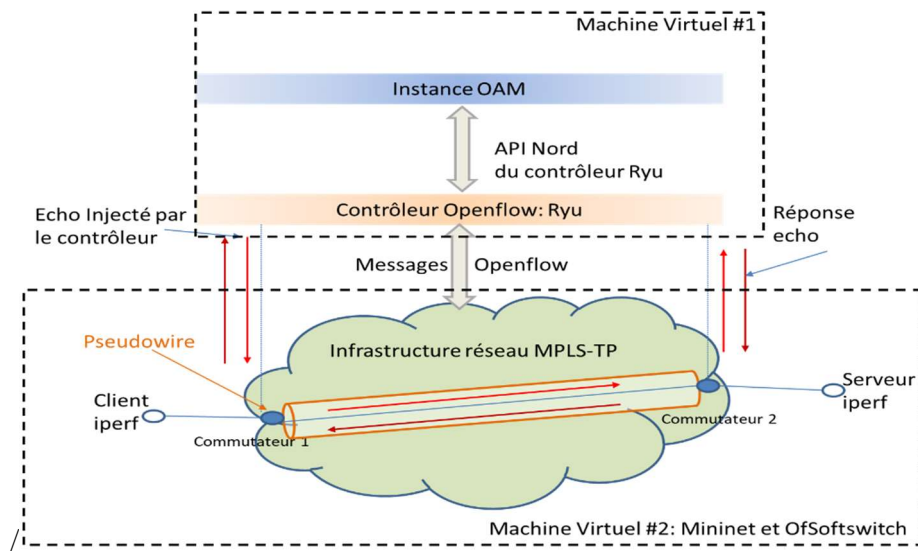 Machine Virtuel #1
Instance OAM
API Nord
du contrôleur Ryu
Contrôleur Openflow: Ryu
Echo Injecté par
le contrôleur
Réponse
echo
Messages Openflow
Pseudowire
Infrastructure réseau MPLS-TP
Client
iperf
Serveur
iperf
Commutateur 1
Commutateur 2
Machine Virtuel #2: Mininet et OfSoftswitch
/